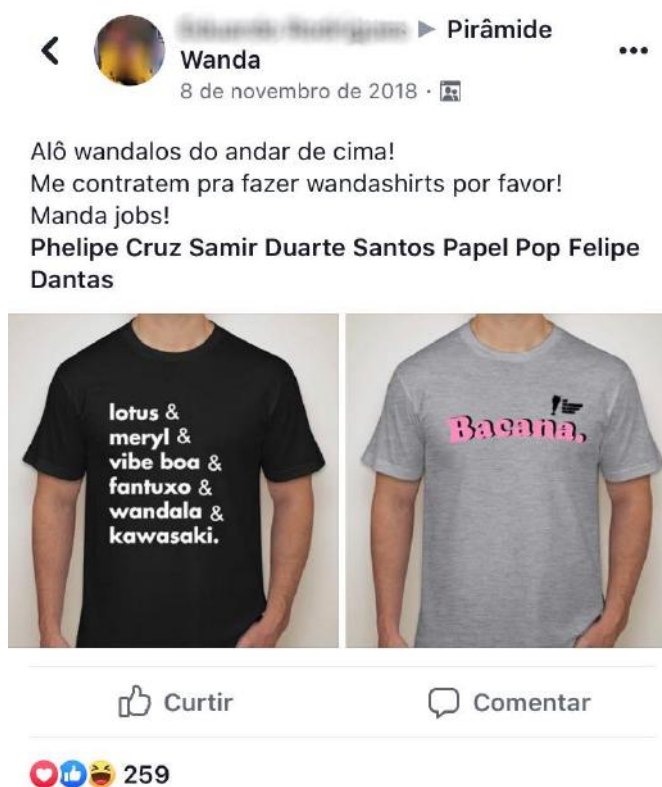 Pirâmide
Wanda
8 de novembro de 2018
Alô wandalos do andar de cima!
Me contratem pra fazer wandashirts por favor!
Manda jobs!
Phelipe Cruz Samir Duarte Santos Papel Pop Felipe
Dantas
lotus &
meryl &
vibe boa &
fantuxo &
wandala &
kawasaki.
Bacana.
Curtir
Comentar
259